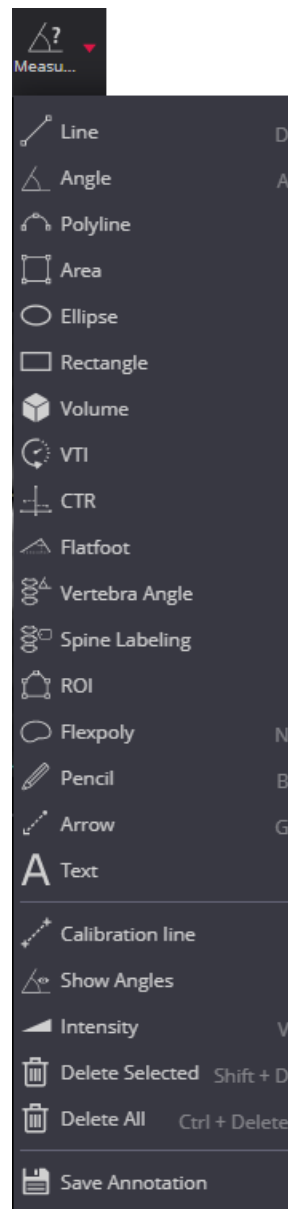 ?
Measu...
Line D
Angle A
Polyline
Area
Ellipse
Rectangle
Volume
VTI
CTR
Flatfoot
Vertebra Angle
Spine Labeling
ROI
Flexpoly N
Pencil B
Arrow G
A Text
Calibration line
Show Angles
Intensity V
Delete Selected Shift + D
Delete All Ctrl + Delete
Save Annotation